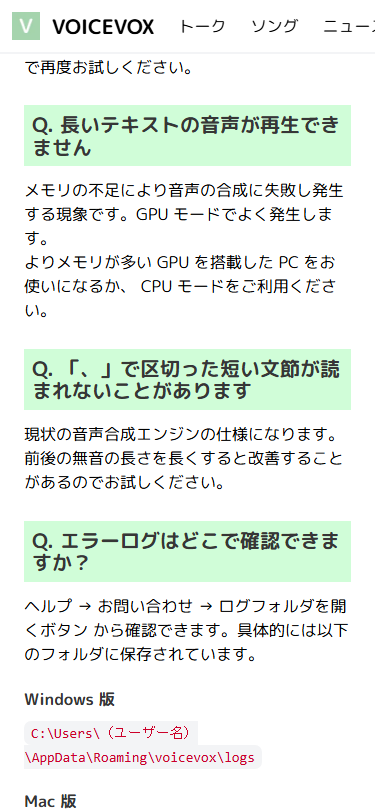 V VOICEVOX トーク ソング ニュース
で再度お試しください。
Q. 長いテキストの音声が再生でき
ません
メモリの不足により音声の合成に失敗し発生
する現象です。GPU モードでよく発生しま
す。
よりメモリが多い GPU を搭載した PC をお
使いになるか、 CPU モードをご利用くださ
い。
Q. 「、」で区切った短い文節が読
まれないことがあります
現状の音声合成エンジンの仕様になります。
前後の無音の長さを長くすると改善すること
があるのでお試しください。
Q. エラーログはどこで確認できま
すか？
ヘルプ → お問い合わせ → ログフォルダを開
くボタン から確認できます。具体的には以下
のフォルダに保存されています。
Windows 版
C:\Users\（ユーザー名）
\AppData\Roaming\voicevox\logs
Mac 版